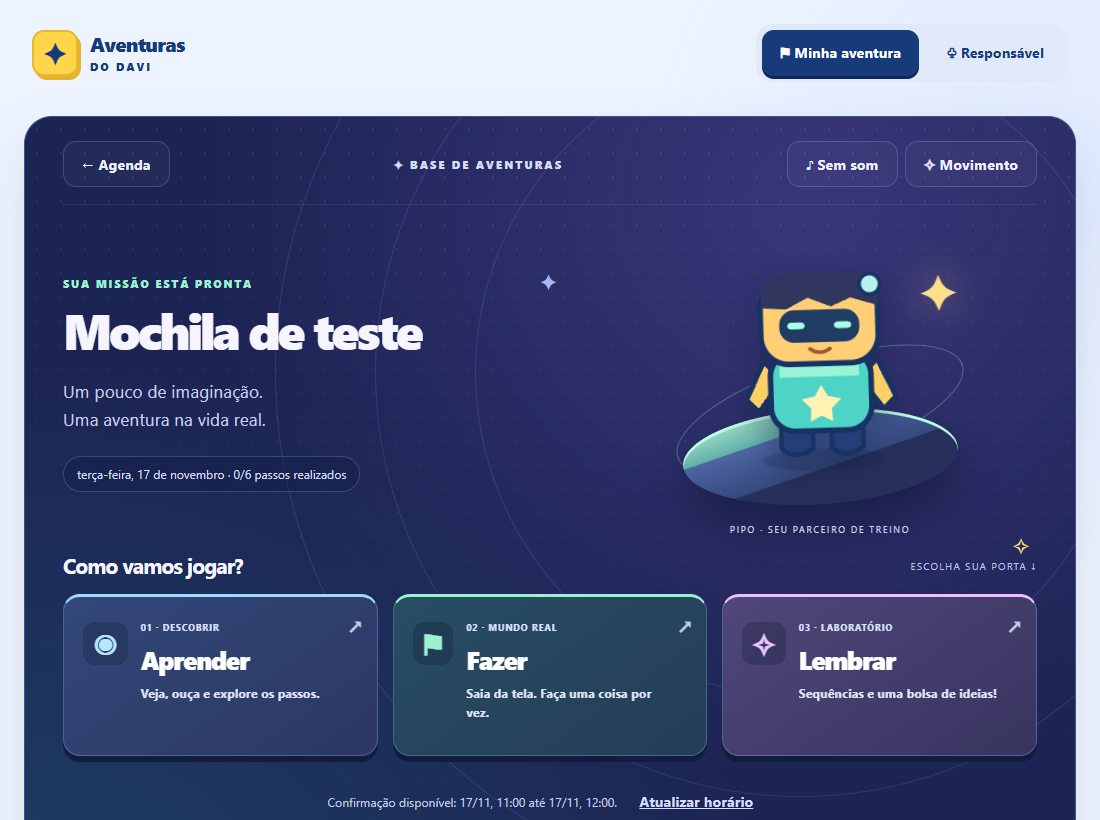 Aventuras
DO DAVI
Minha aventura
Responsável
← Agenda
BASE DE AVENTURAS
♪ Sem som
Movimento
SUA MISSÃO ESTÁ PRONTA
Mochila de teste
Um pouco de imaginação.
Uma aventura na vida real.
terça-feira, 17 de novembro · 0/6 passos realizados
PIPO · SEU PARCEIRO DE TREINO
Como vamos jogar?
ESCOLHA SUA PORTA ↓
01 · DESCOBRIR
Aprender
Veja, ouça e explore os passos.
02 · MUNDO REAL
Fazer
Saia da tela. Faça uma coisa por
vez.
03 · LABORATÓRIO
Lembrar
Sequências e uma bolsa de ideias!
Confirmação disponível: 17/11, 11:00 até 17/11, 12:00.
Atualizar horário